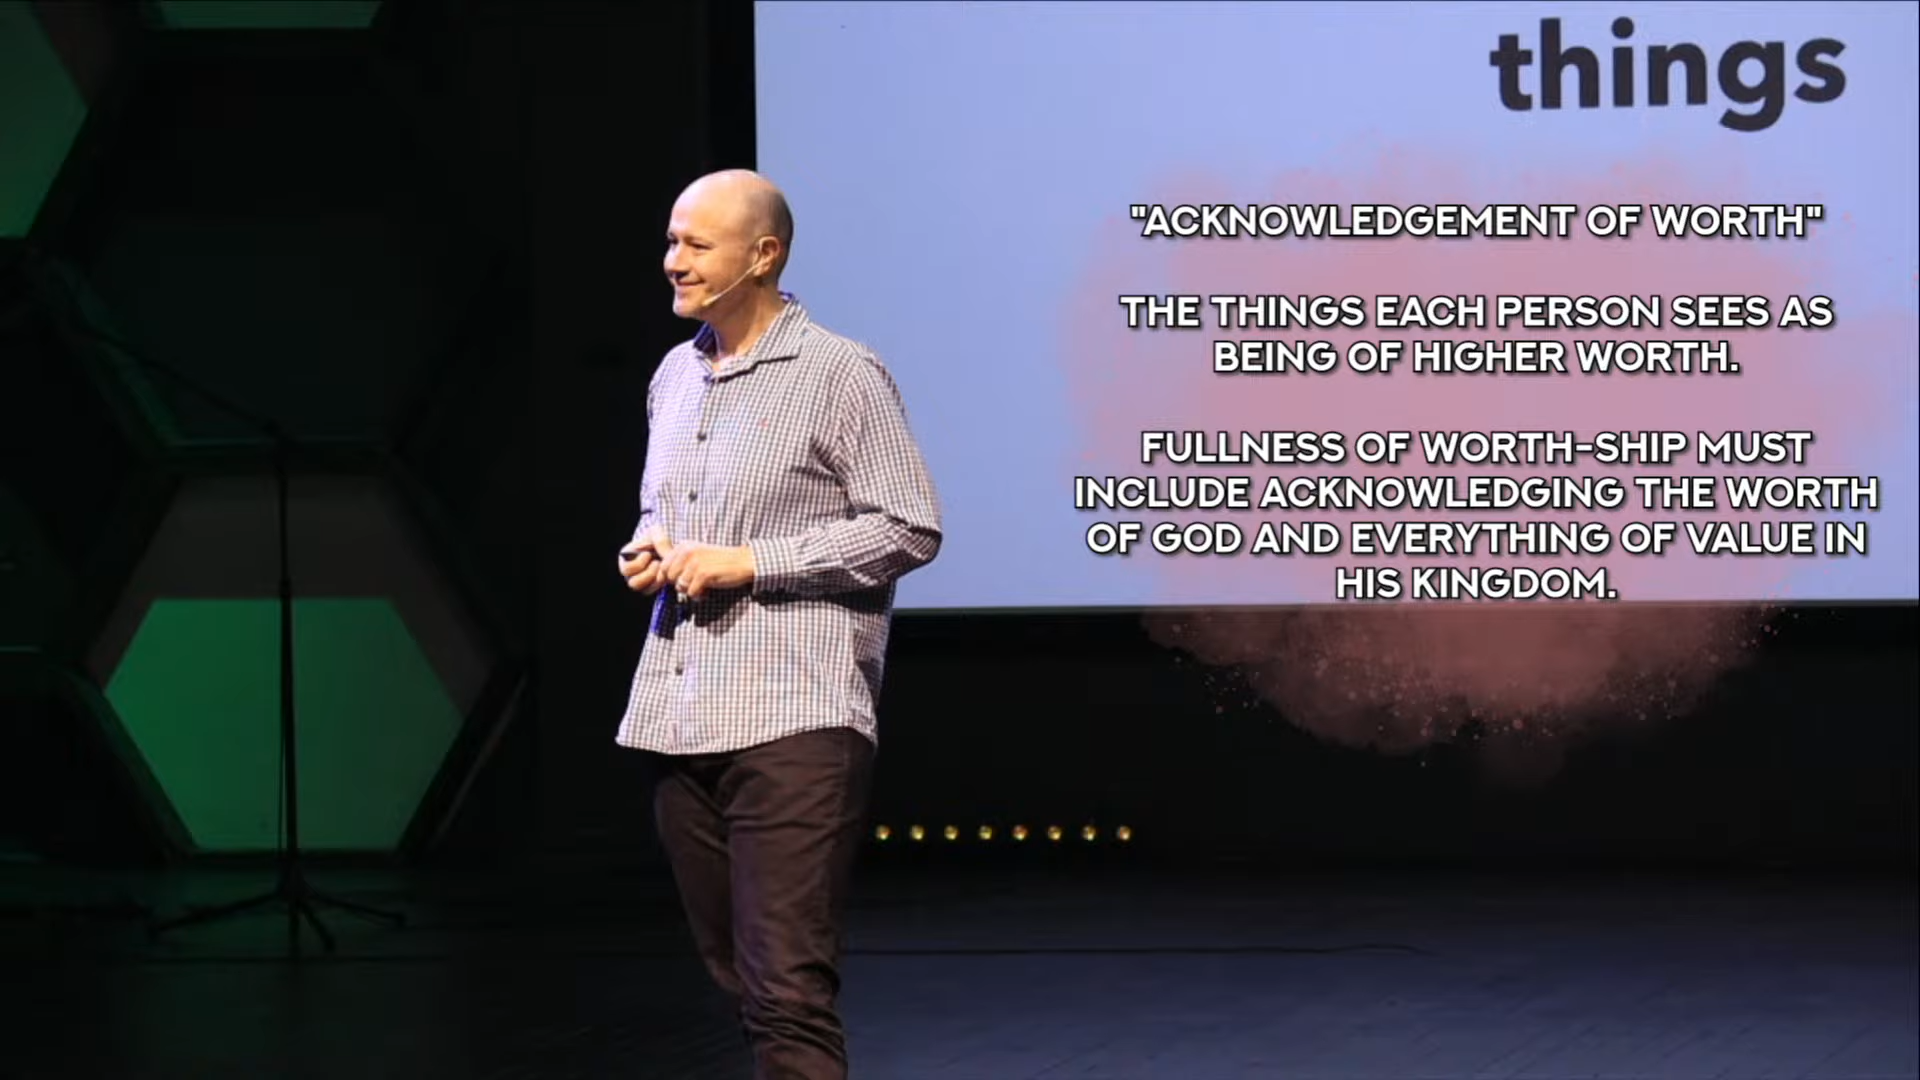 things
"ACKNOWLEDGEMENT OF WORTH"
THE THINGS EACH PERSON SEES AS
BEING OF HIGHER WORTH.
FULLNESS OF WORTH-SHIP MUST
INCLUDE ACKNOWLEDGING THE WORTH
OF GOD AND EVERYTHING OF VALUE IN
HIS KINGDOM.